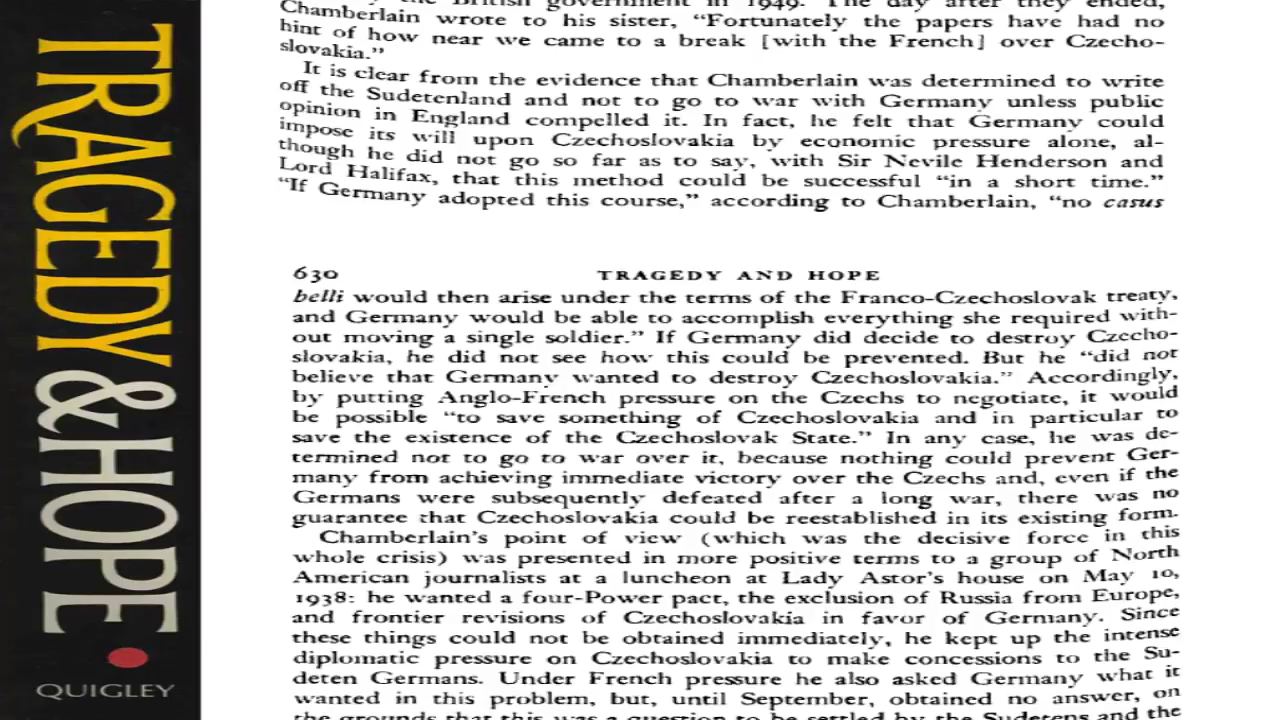 TRAGEDY & HOPE
QUIGLEY
the British government in 1949. The day after they ended,
Chamberlain wrote to his sister, “Fortunately the papers have had no
hint of how near we came to a break [with the French] over Czecho-
slovakia.”
It is clear from the evidence that Chamberlain was determined to write
off the Sudetenland and not to go to war with Germany unless public
opinion in England compelled it. In fact, he felt that Germany could
impose its will upon Czechoslovakia by economic pressure alone, al-
though he did not go so far as to say, with Sir Nevile Henderson and
Lord Halifax, that this method could be successful “in a short time.”
“If Germany adopted this course,” according to Chamberlain, “no casus
630 TRAGEDY AND HOPE
belli would then arise under the terms of the Franco-Czechoslovak treaty,
and Germany would be able to accomplish everything she required with-
out moving a single soldier.” If Germany did decide to destroy Czecho-
slovakia, he did not see how this could be prevented. But he “did not
believe that Germany wanted to destroy Czechoslovakia.” Accordingly,
by putting Anglo-French pressure on the Czechs to negotiate, it would
be possible “to save something of Czechoslovakia and in particular to
save the existence of the Czechoslovak State.” In any case, he was de-
termined not to go to war over it, because nothing could prevent Ger-
many from achieving immediate victory over the Czechs and, even if the
Germans were subsequently defeated after a long war, there was no
guarantee that Czechoslovakia could be reestablished in its existing form.
Chamberlain’s point of view (which was the decisive force in this
whole crisis) was presented in more positive terms to a group of North
American journalists at a luncheon at Lady Astor’s house on May 10,
1938: he wanted a four-Power pact, the exclusion of Russia from Europe,
and frontier revisions of Czechoslovakia in favor of Germany. Since
these things could not be obtained immediately, he kept up the intense
diplomatic pressure on Czechoslovakia to make concessions to the Su-
deten Germans. Under French pressure he also asked Germany what it
wanted in this problem, but, until September, obtained no answer, on
the grounds that this was a question to be settled by the Sudetens and the